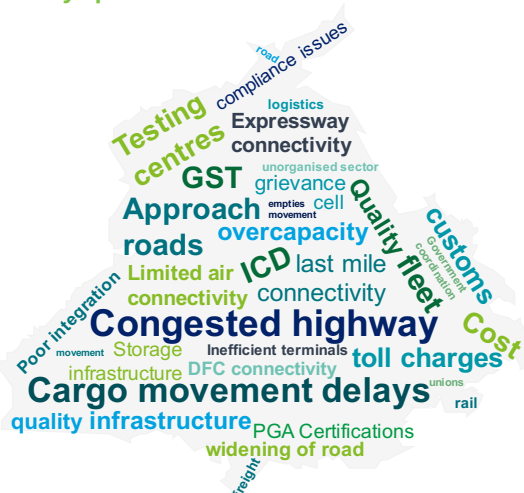 road
compliance issues
Testing
centres
logistics
Expressway
connectivity
unorganised sector
GST
grievance
cell
Approach
roads
empties
movement
overcapacity
Quality fleet
customs
Government
coordination
Limited air
connectivity
ICD
last mile
connectivity
Poor integration
Congested highway
Cost
movement
Storage
infrastructure
Inefficient terminals
DFC connectivity
toll charges
Cargo movement delays
unions
rail
quality infrastructure
PGA Certifications
widening of road
freight